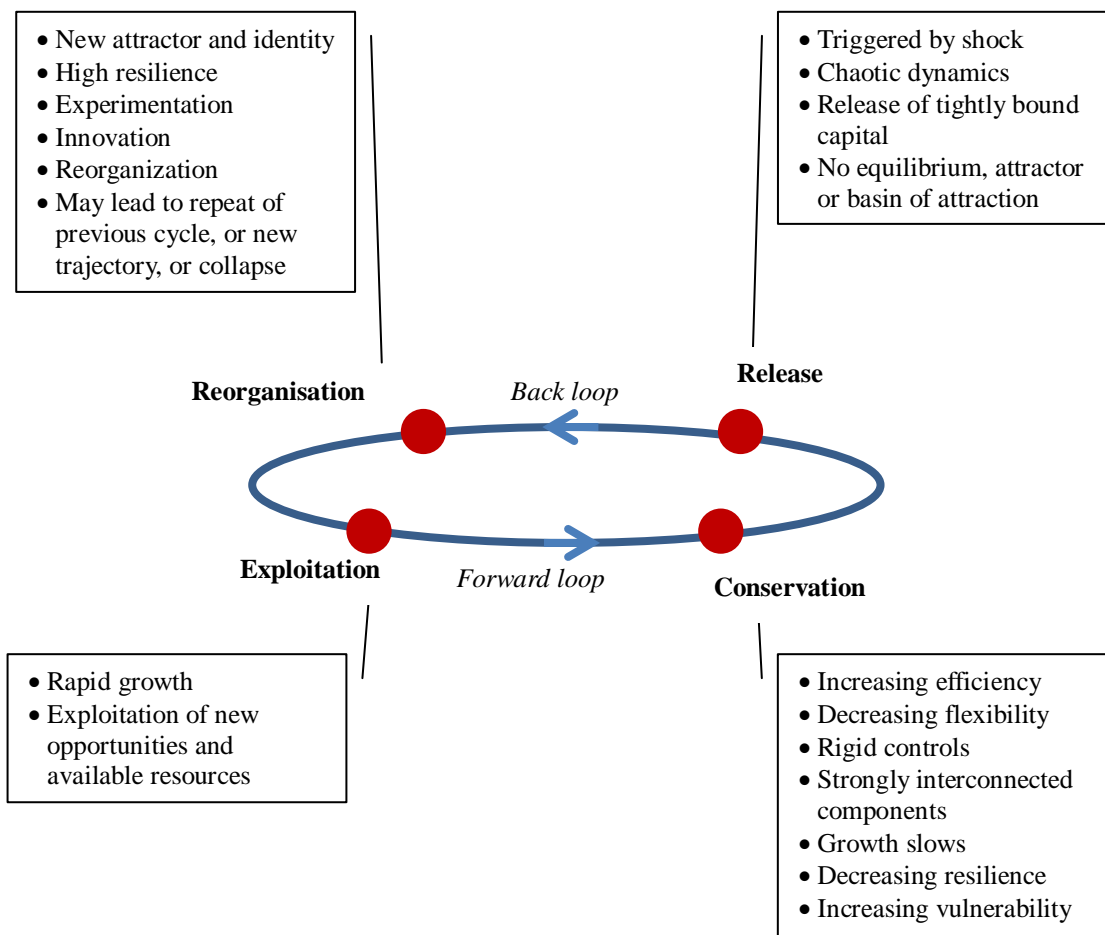 • New attractor and identity
• High resilience
• Experimentation
• Innovation
• Reorganization
• May lead to repeat of
previous cycle, or new
trajectory, or collapse
• Triggered by shock
• Chaotic dynamics
• Release of tightly bound
capital
• No equilibrium, attractor
or basin of attraction
Reorganisation
Back loop
Release
Exploitation
Forward loop
Conservation
• Rapid growth
• Exploitation of new
opportunities and
available resources
• Increasing efficiency
• Decreasing flexibility
• Rigid controls
• Strongly interconnected
components
• Growth slows
• Decreasing resilience
• Increasing vulnerability